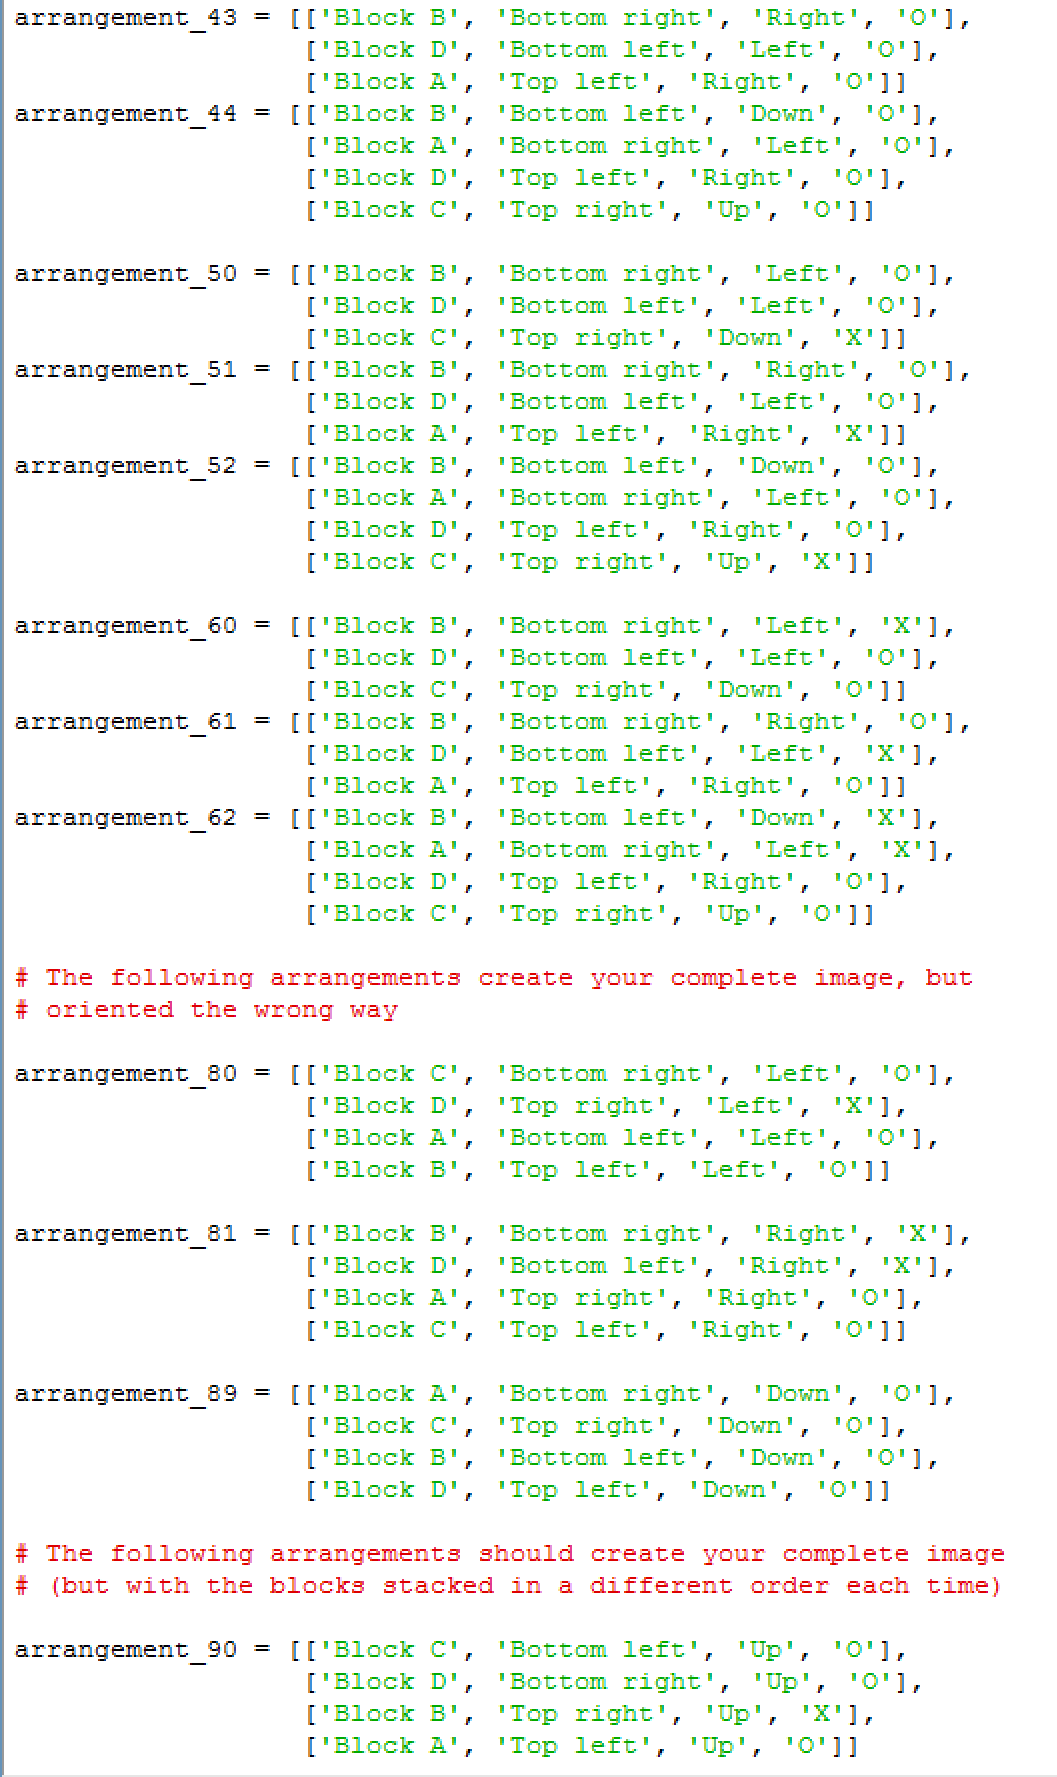 arrangement_43 = [['Block B', 'Bottom right', 'Right', 'O'],
['Block D', 'Bottom left', 'Left', 'O'],
['Block A', 'Top left', 'Right', 'O']]
arrangement_44 = [['Block B', 'Bottom left', 'Down', 'O'],
['Block A', 'Bottom right', 'Left', 'O'],
['Block D', 'Top left', 'Right', 'O'],
['Block C', 'Top right', 'Up', 'O']]
arrangement_50 = [['Block B', 'Bottom right', 'Left', 'O'],
['Block D', 'Bottom left', 'Left', 'O'],
['Block C', 'Top right', 'Down', 'X']]
arrangement_51 = [['Block B', 'Bottom right', 'Right', 'O'],
['Block D', 'Bottom left', 'Left', 'O'],
['Block A', 'Top left', 'Right', 'X']]
arrangement_52 = [['Block B', 'Bottom left', 'Down', 'O'],
['Block A', 'Bottom right', 'Left', 'O'],
['Block D', 'Top left', 'Right', 'O'],
['Block C', 'Top right', 'Up', 'X']]
arrangement_60 = [['Block B', 'Bottom right', 'Left', 'X'],
['Block D', 'Bottom left', 'Left', 'O'],
['Block C', 'Top right', 'Down', 'O']]
arrangement_61 = [['Block B', 'Bottom right', 'Right', 'O'],
['Block D', 'Bottom left', 'Left', 'X'],
['Block A', 'Top left', 'Right', 'O']]
arrangement_62 = [['Block B', 'Bottom left', 'Down', 'X'],
['Block A', 'Bottom right', 'Left', 'X'],
['Block D', 'Top left', 'Right', 'O'],
['Block C', 'Top right', 'Up', 'O']]
# The following arrangements create your complete image, but
# oriented the wrong way
arrangement_80 = [['Block C', 'Bottom right', 'Left', 'O'],
['Block D', 'Top right', 'Left', 'X'],
['Block A', 'Bottom left', 'Left', 'O'],
['Block B', 'Top left', 'Left', 'O']]
arrangement_81 = [['Block B', 'Bottom right', 'Right', 'X'],
['Block D', 'Bottom left', 'Right', 'X'],
['Block A', 'Top right', 'Right', 'O'],
['Block C', 'Top left', 'Right', 'O']]
arrangement_89 = [['Block A', 'Bottom right', 'Down', 'O'],
['Block C', 'Top right', 'Down', 'O'],
['Block B', 'Bottom left', 'Down', 'O'],
['Block D', 'Top left', 'Down', 'O']]
# The following arrangements should create your complete image
# (but with the blocks stacked in a different order each time)
arrangement_90 = [['Block C', 'Bottom left', 'Up', 'O'],
['Block D', 'Bottom right', 'Up', 'O'],
['Block B', 'Top right', 'Up', 'X'],
['Block A', 'Top left', 'Up', 'O']]